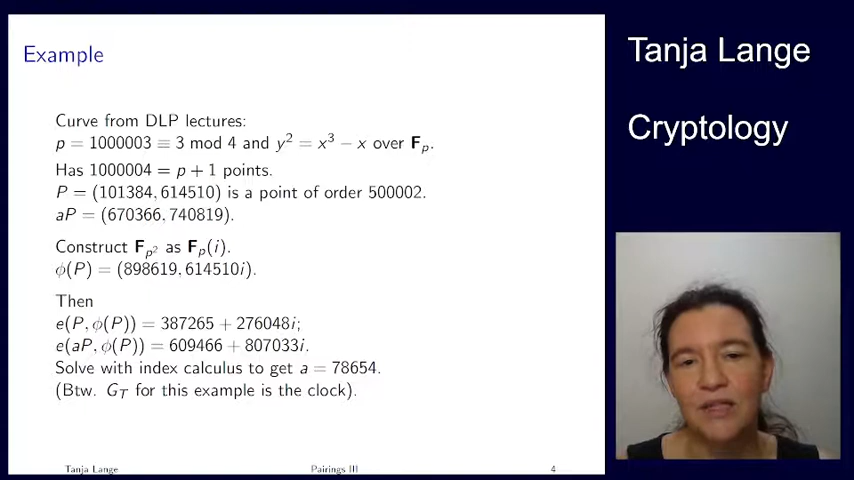 Example
Curve from DLP lectures:
p = 1000003 ≡ 3 mod 4 and y² = x³ − x over F_p.
Has 1000004 = p + 1 points.
P = (101384, 614510) is a point of order 500002.
aP = (670366, 740819).
Construct F_{p²} as F_p(i).
ϕ(P) = (898619, 614510i).
Then
e(P, ϕ(P)) = 387265 + 276048i;
e(aP, ϕ(P)) = 609466 + 807033i.
Solve with index calculus to get a = 78654.
(Btw. G_T for this example is the clock).
Tanja Lange
Pairings III
4
Tanja Lange
Cryptology